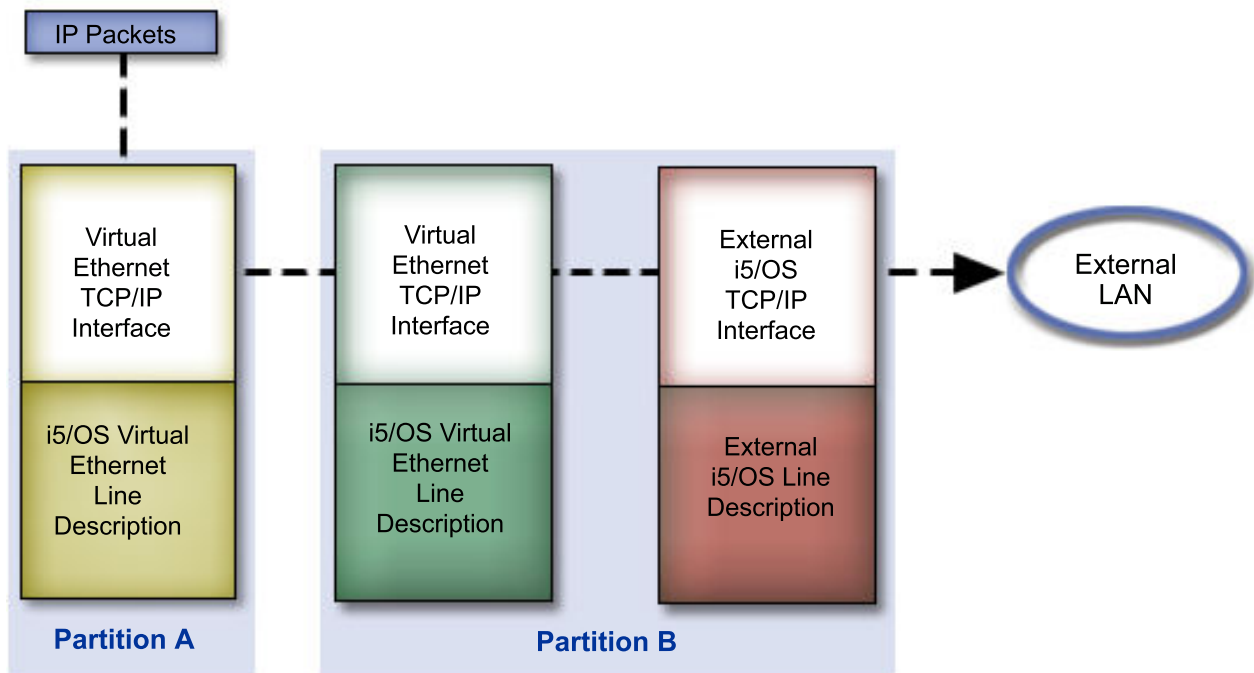 IP Packets
Virtual
Ethernet
TCP/IP
Interface
i5/OS Virtual
Ethernet
Line
Description
Partition A
Virtual
Ethernet
TCP/IP
Interface
i5/OS Virtual
Ethernet
Line
Description
External
i5/OS
TCP/IP
Interface
External
i5/OS Line
Description
Partition B
External
LAN